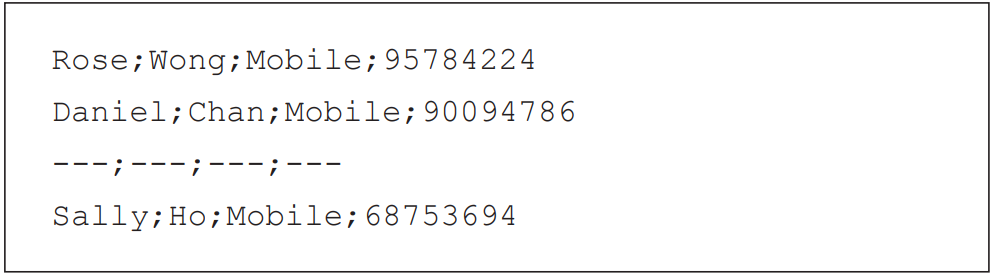 Rose;Wong;Mobile;95784224
Daniel;Chan;Mobile;90094786
---;---;---;---
Sally;Ho;Mobile;68753694